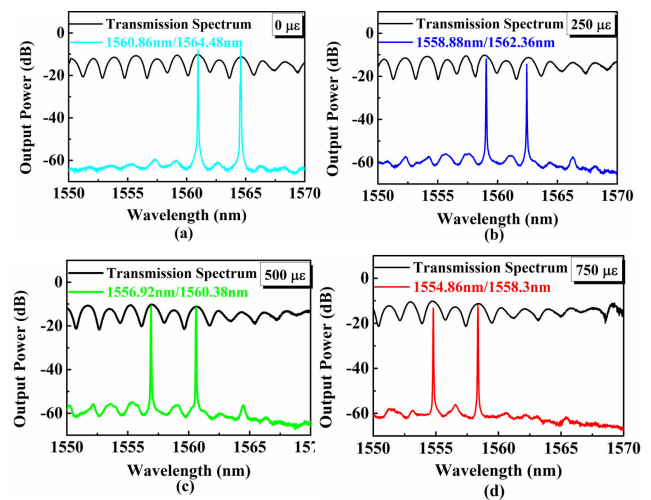 Transmission Spectrum
0 με
1560.86nm/1564.48nm
Output Power (dB)
0
-20
-40
-60
1550
1555
1560
1565
1570
Wavelength (nm)
(a)
Transmission Spectrum
250 με
1558.88nm/1562.36nm
Output Power (dB)
0
-20
-40
-60
1550
1555
1560
1565
1570
Wavelength (nm)
(b)
Transmission Spectrum
500 με
1556.92nm/1560.38nm
Output Power (dB)
0
-20
-40
-60
1550
1555
1560
1565
157
Wavelength (nm)
(c)
Transmission Spectrum
750 με
1554.86nm/1558.3nm
Output Power (dB)
0
-20
-40
-60
1550
1555
1560
1565
1570
Wavelength (nm)
(d)